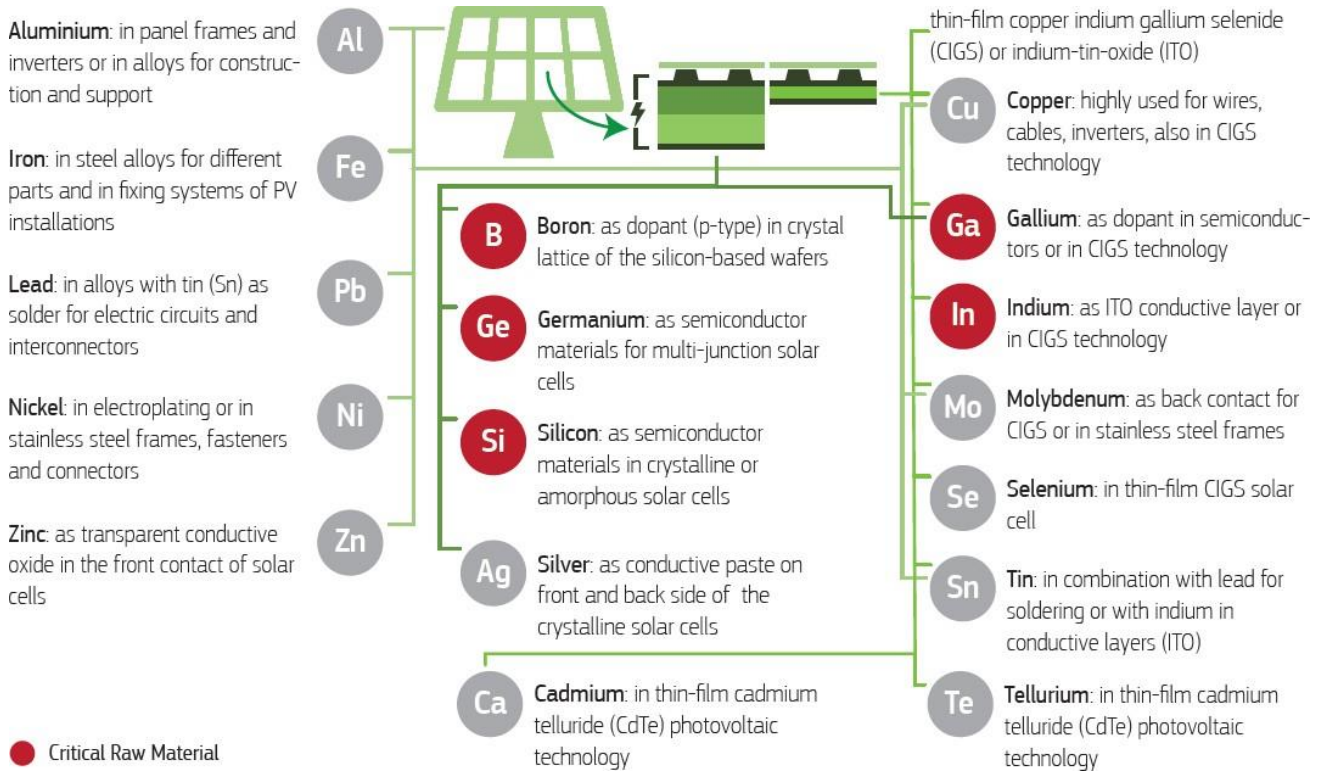 Aluminium: in panel frames and
inverters or in alloys for construc-
tion and support
Al
Iron: in steel alloys for different
parts and in fixing systems of PV
installations
Fe
Lead: in alloys with tin (Sn) as
solder for electric circuits and
interconnectors
Pb
Nickel: in electroplating or in
stainless steel frames, fasteners
and connectors
Ni
Zinc: as transparent conductive
oxide in the front contact of solar
cells
Zn
B
Boron: as dopant (p-type) in crystal
lattice of the silicon-based wafers
Ge
Germanium: as semiconductor
materials for multi-junction solar
cells
Si
Silicon: as semiconductor
materials in crystalline or
amorphous solar cells
Ag
Silver: as conductive paste on
front and back side of the
crystalline solar cells
Ca
Cadmium: in thin-film cadmium
telluride (CdTe) photovoltaic
technology
thin-film copper indium gallium selenide
(CIGS) or indium-tin-oxide (ITO)
Cu
Copper: highly used for wires,
cables, inverters, also in CIGS
technology
Ga
Gallium: as dopant in semiconduc-
tors or in CIGS technology
In
Indium: as ITO conductive layer or
in CIGS technology
Mo
Molybdenum: as back contact for
CIGS or in stainless steel frames
Se
Selenium: in thin-film CIGS solar
cell
Sn
Tin: in combination with lead for
soldering or with indium in
conductive layers (ITO)
Te
Tellurium: in thin-film cadmium
telluride (CdTe) photovoltaic
technology
Critical Raw Material